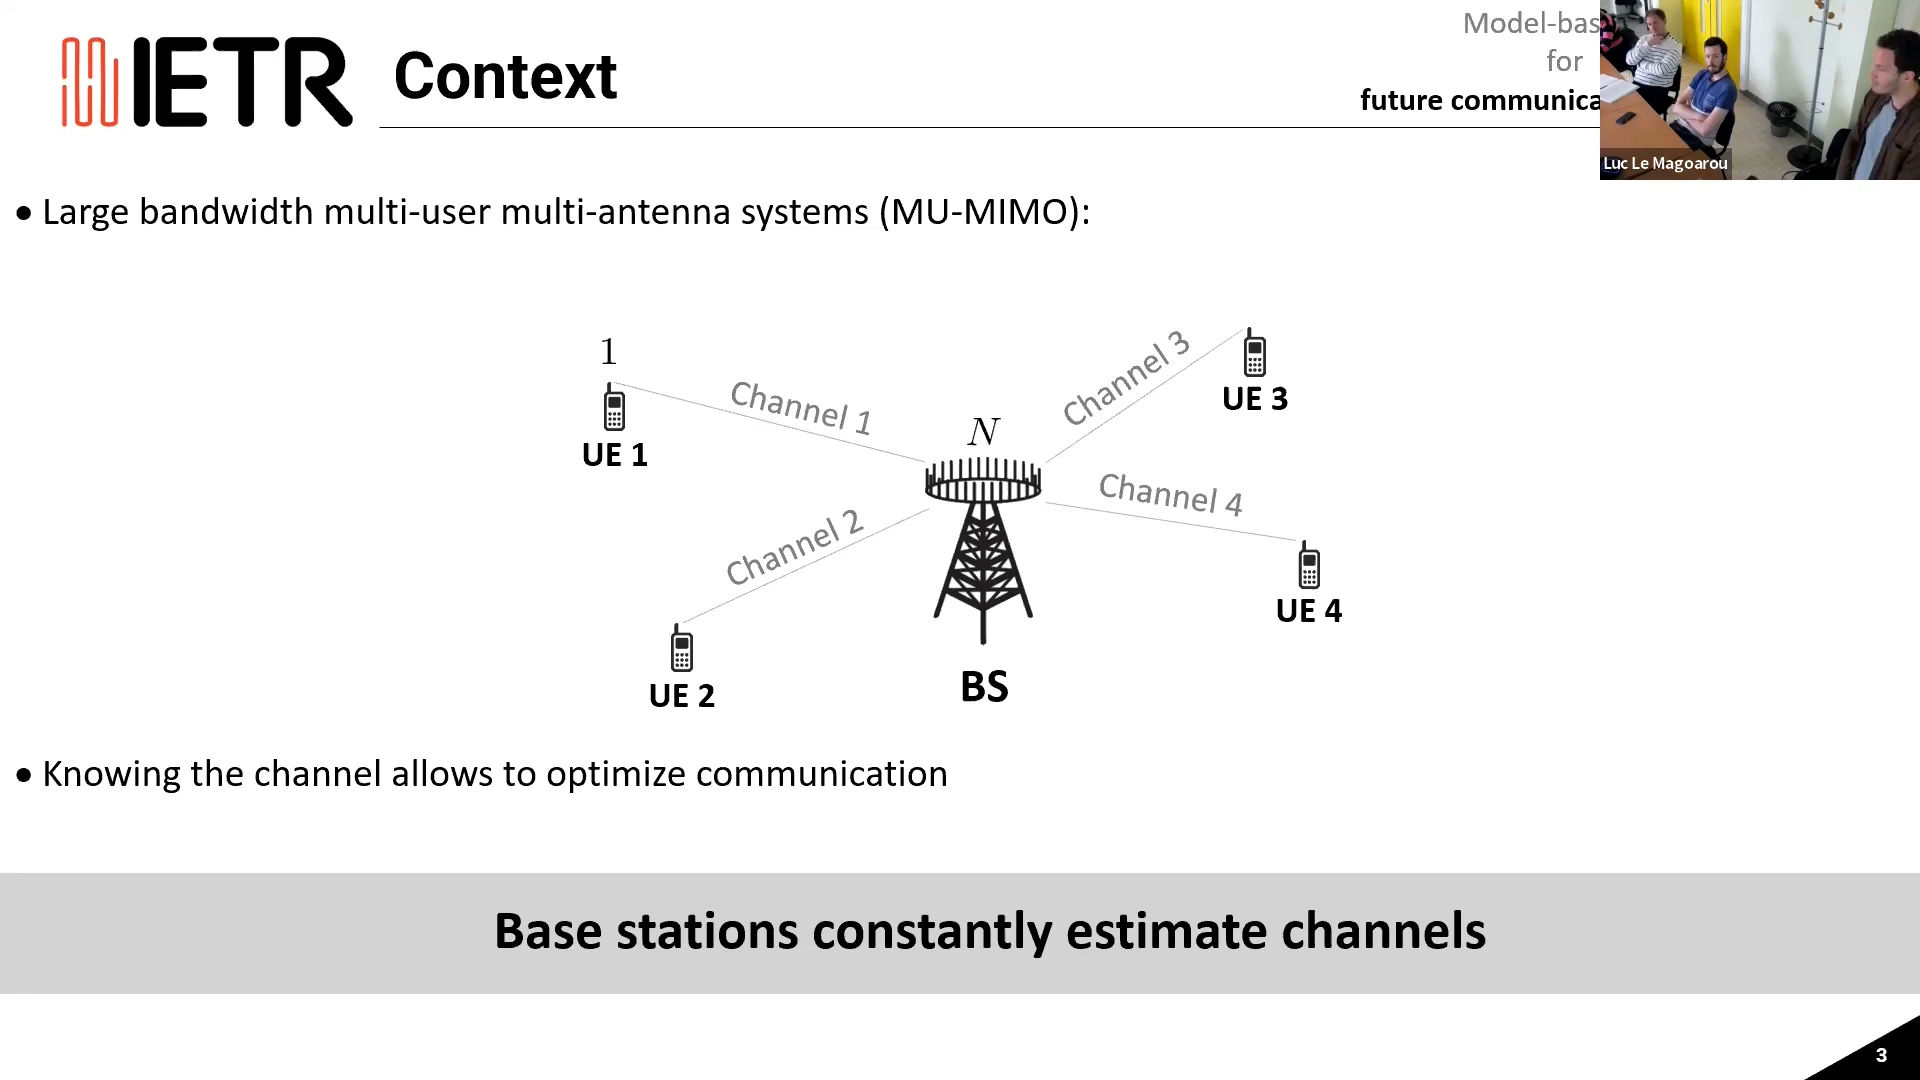 IETR
Context
Model-bas
for
future communica
Luc Le Magoarou
• Large bandwidth multi-user multi-antenna systems (MU-MIMO):
1
UE 1
Channel 1
Channel 2
UE 2
N
BS
Channel 3
UE 3
Channel 4
UE 4
• Knowing the channel allows to optimize communication
Base stations constantly estimate channels
3